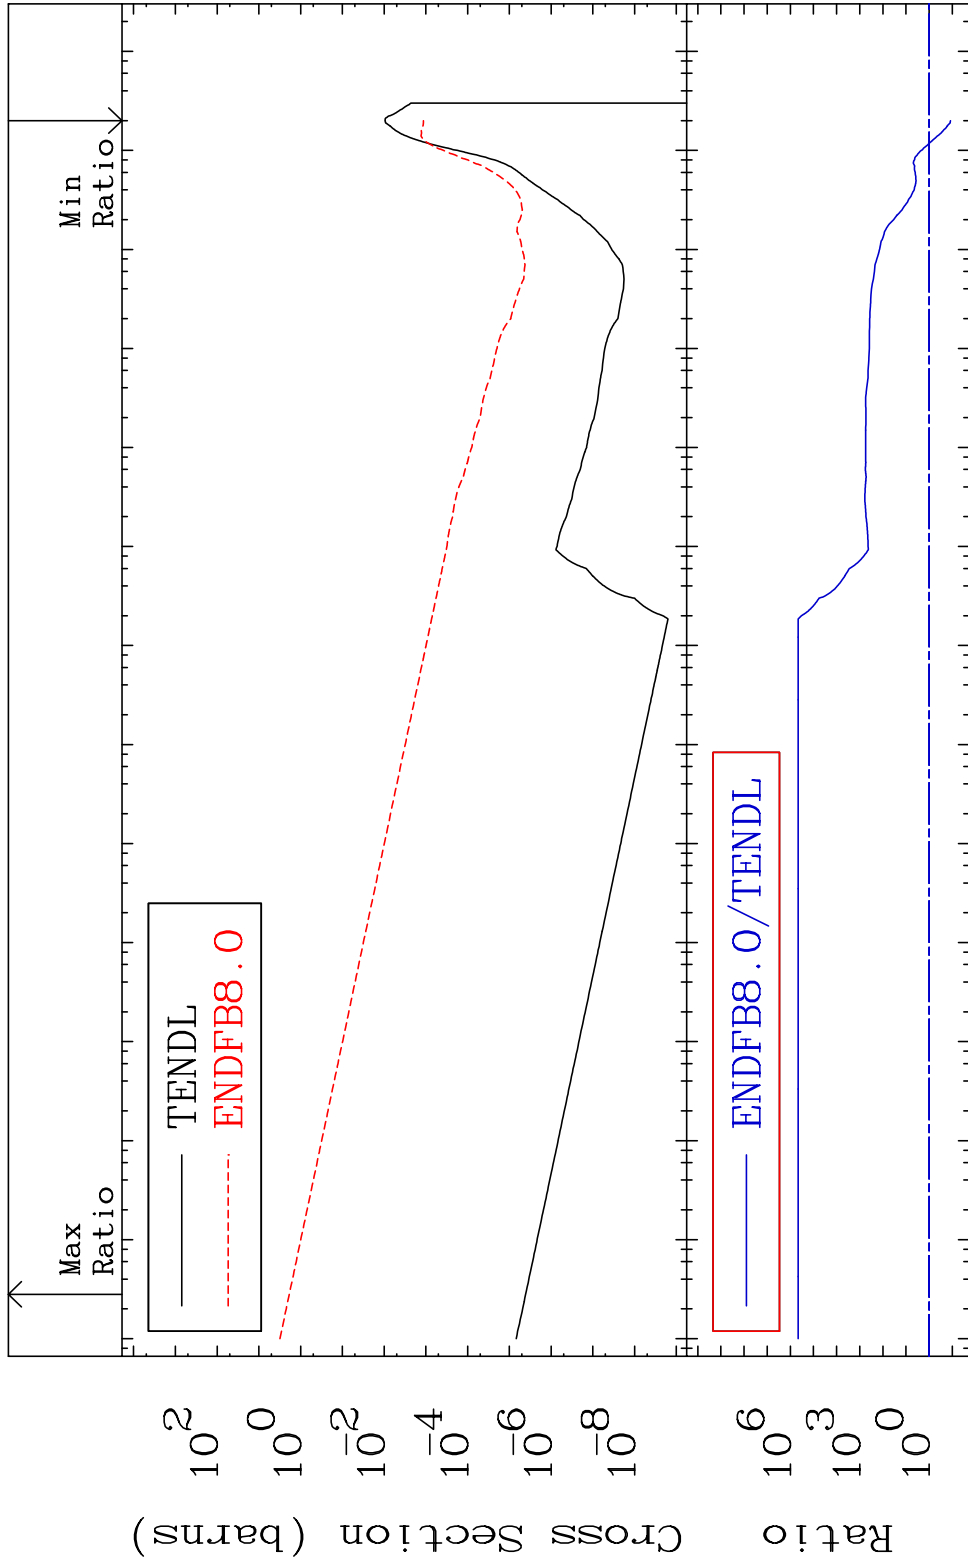 Max
Ratio
Min
Ratio
TENDL
ENDFB8.0
10 2
10 0
10 -2
10 -4
10 -6
10 -8
Cross Section (barns)
ENDFB8.0/TENDL
10 6
10 3
10 0
Ratio